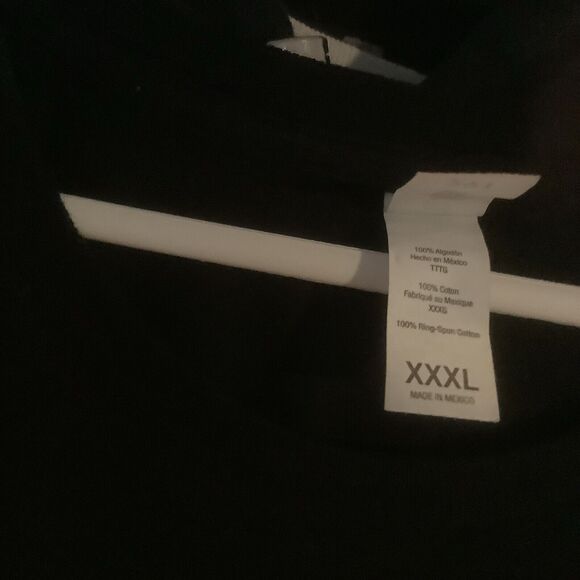 100% Algodón
Hecho en México
TTTG
100% Coton
Fabriqué au Mexique
XXXG
100% Ring-Spun Cotton
XXXL
MADE IN MEXICO